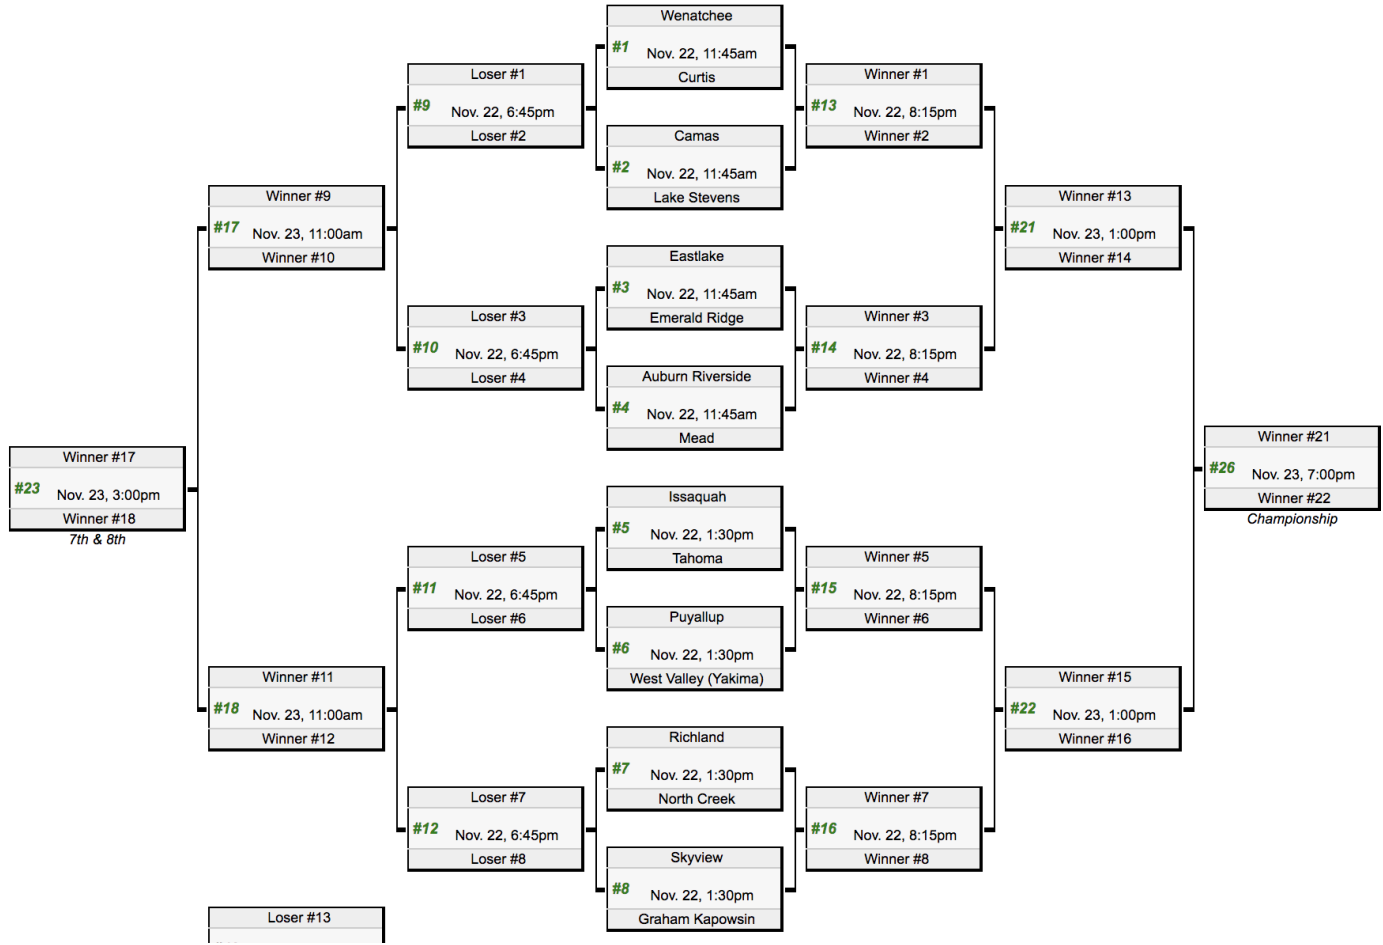 Wenatchee
#1 Nov. 22, 11:45am
Curtis
Camas
#2 Nov. 22, 11:45am
Lake Stevens
Eastlake
#3 Nov. 22, 11:45am
Emerald Ridge
Auburn Riverside
#4 Nov. 22, 11:45am
Mead
Issaquah
#5 Nov. 22, 1:30pm
Tahoma
Puyallup
#6 Nov. 22, 1:30pm
West Valley (Yakima)
Richland
#7 Nov. 22, 1:30pm
North Creek
Skyview
#8 Nov. 22, 1:30pm
Graham Kapowsin
Loser #1
#9 Nov. 22, 6:45pm
Loser #2
Loser #3
#10 Nov. 22, 6:45pm
Loser #4
Loser #5
#11 Nov. 22, 6:45pm
Loser #6
Loser #7
#12 Nov. 22, 6:45pm
Loser #8
Winner #1
#13 Nov. 22, 8:15pm
Winner #2
Winner #3
#14 Nov. 22, 8:15pm
Winner #4
Winner #5
#15 Nov. 22, 8:15pm
Winner #6
Winner #7
#16 Nov. 22, 8:15pm
Winner #8
Winner #9
#17 Nov. 23, 11:00am
Winner #10
Winner #11
#18 Nov. 23, 11:00am
Winner #12
Winner #13
#21 Nov. 23, 1:00pm
Winner #14
Winner #15
#22 Nov. 23, 1:00pm
Winner #16
Winner #17
#23 Nov. 23, 3:00pm
Winner #18
7th & 8th
Winner #21
#26 Nov. 23, 7:00pm
Winner #22
Championship
Loser #13